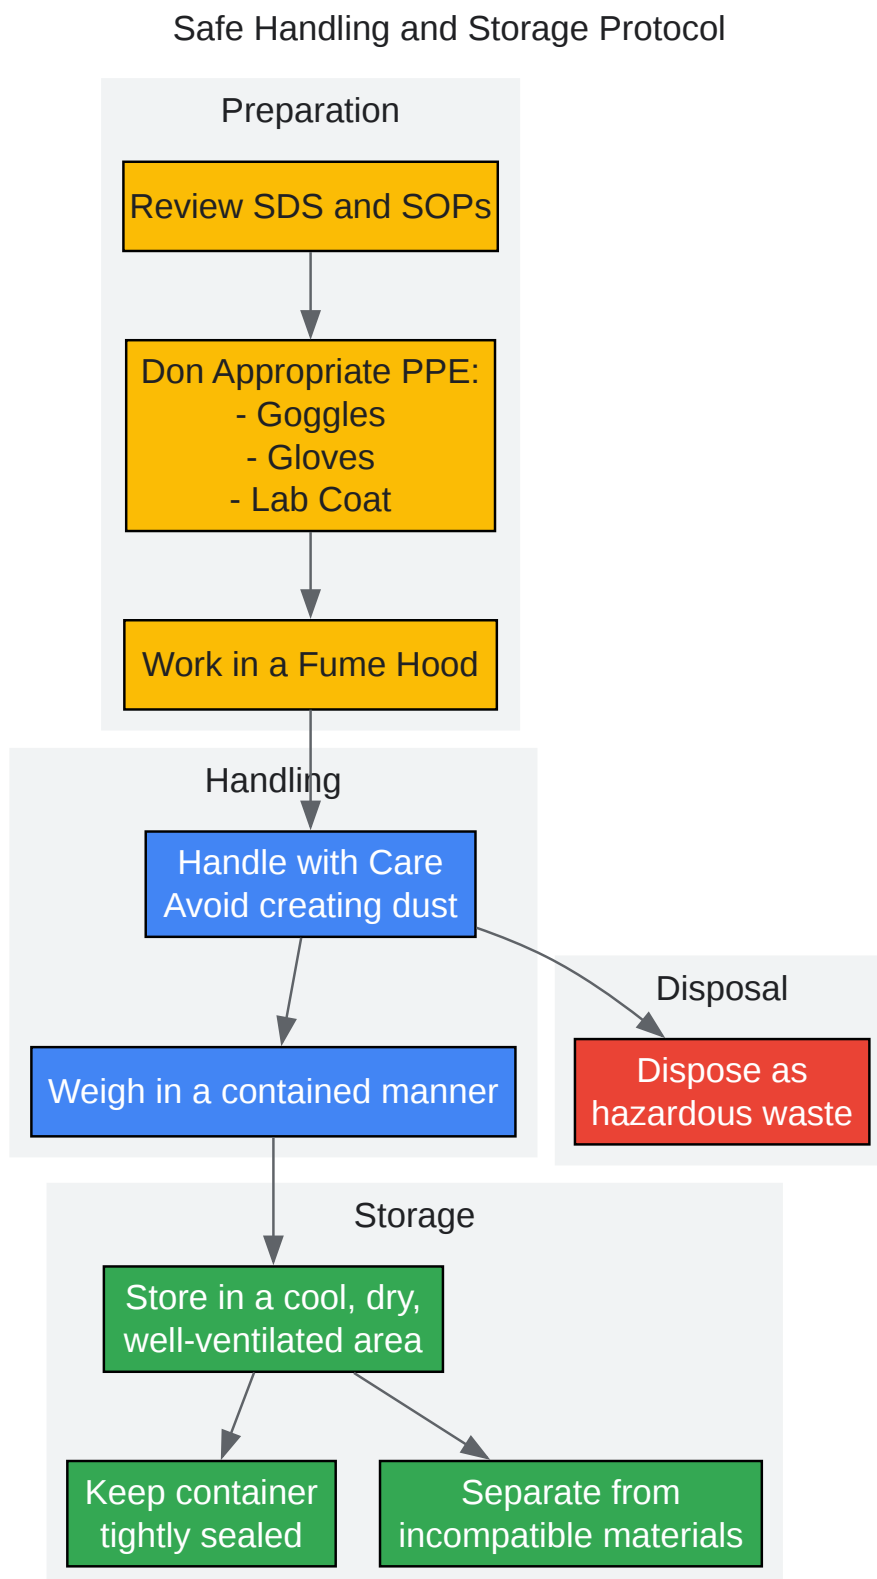 Safe Handling and Storage Protocol
Preparation
Review SDS and SOPs
Don Appropriate PPE:
- Goggles
- Gloves
- Lab Coat
Work in a Fume Hood
Handling
Handle with Care
Avoid creating dust
Disposal
Weigh in a contained manner
Dispose as
hazardous waste
Storage
Store in a cool, dry,
well-ventilated area
Keep container
tightly sealed
Separate from
incompatible materials